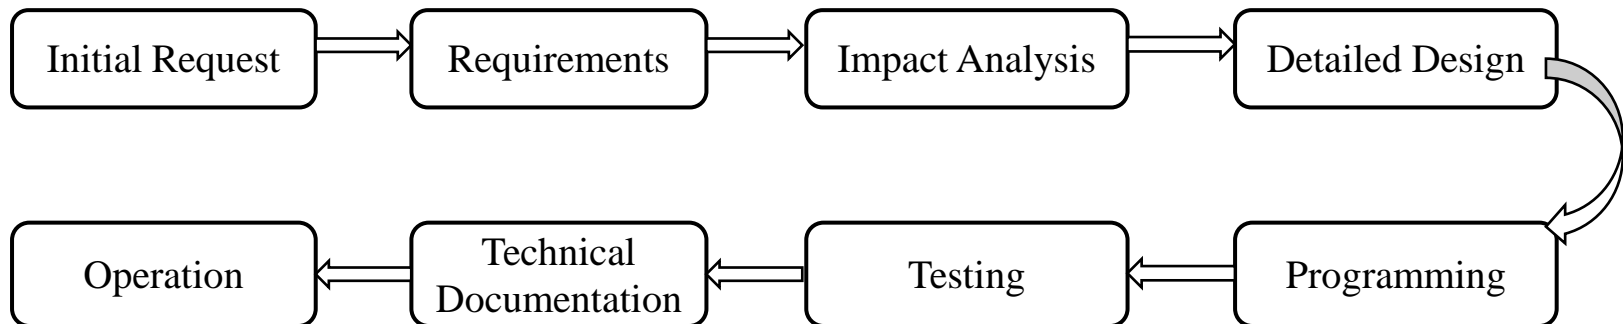 Initial Request
Requirements
Impact Analysis
Detailed Design
Operation
Technical
Documentation
Testing
Programming